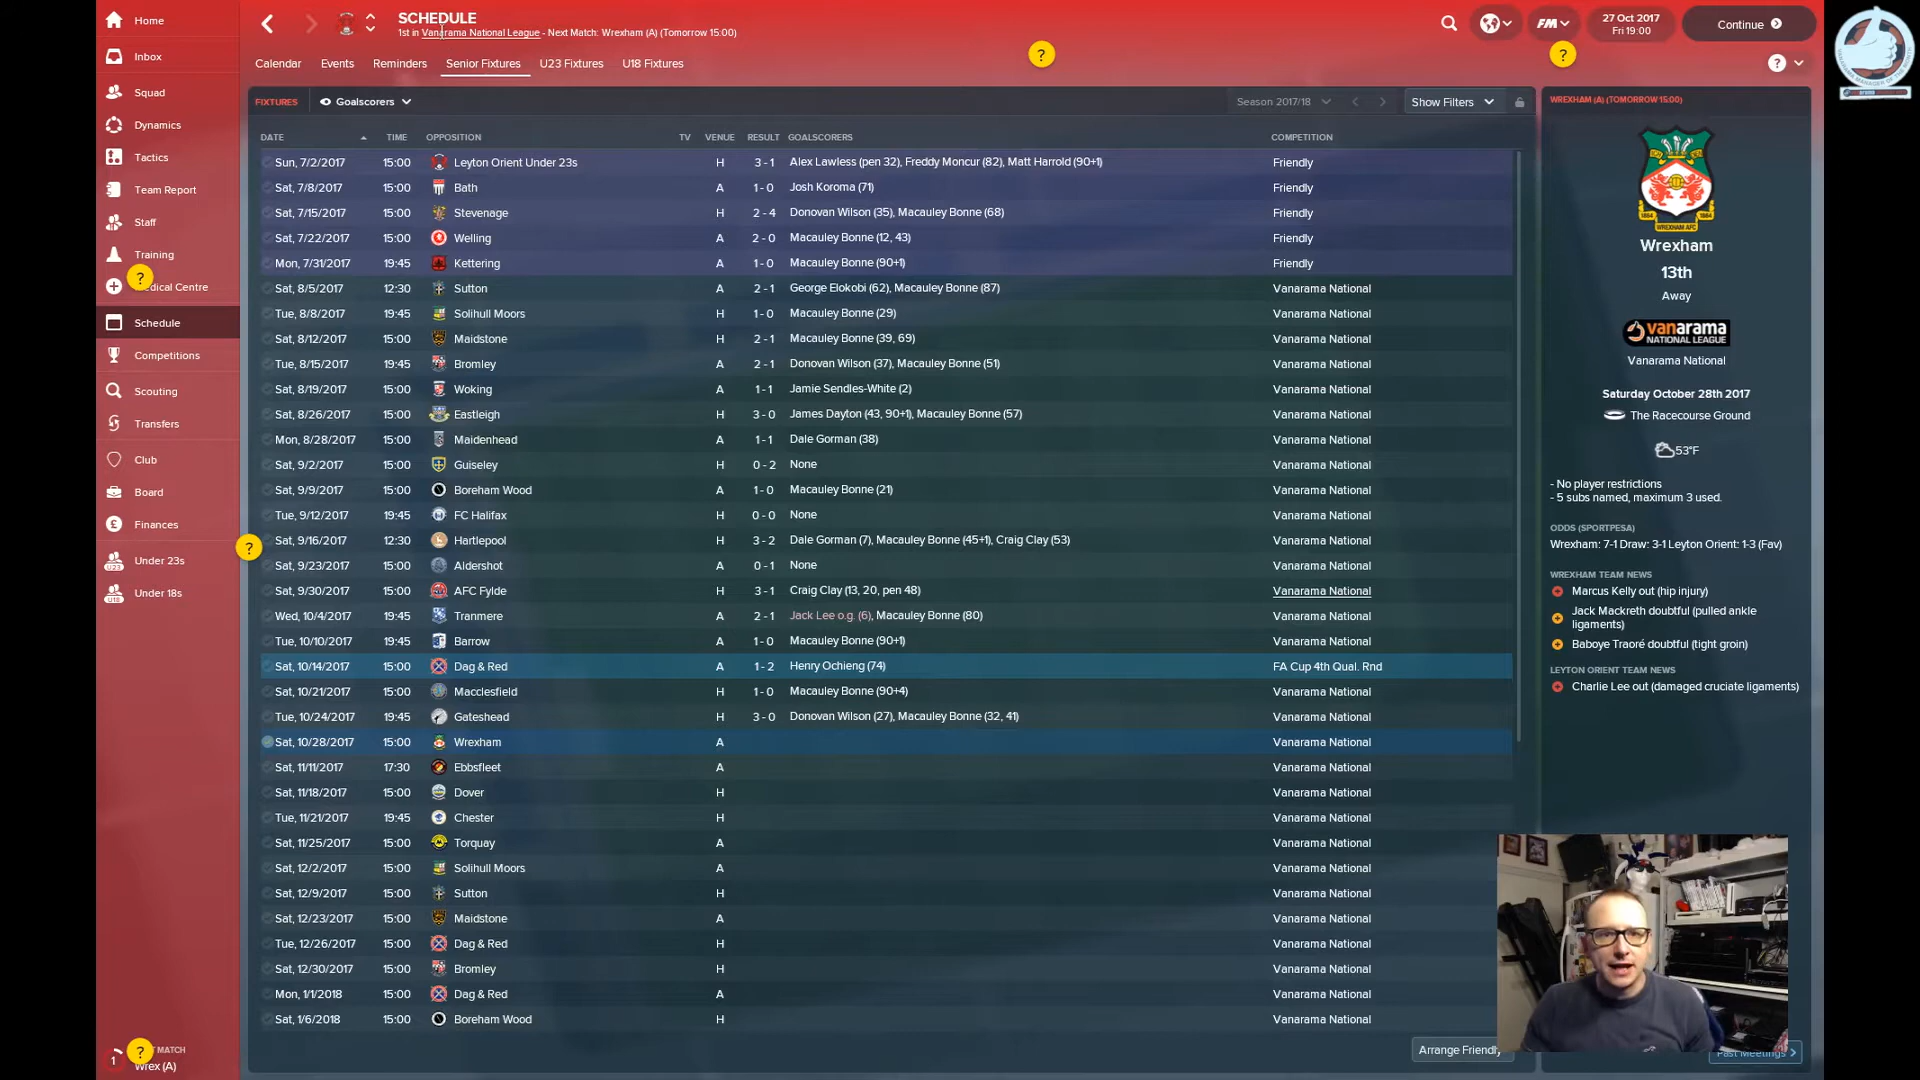 Home
Inbox
Squad
Dynamics
Tactics
Team Report
Staff
Training
edical Centre
Schedule
Competitions
Scouting
Transfers
Club
Board
Finances
Under 23s
Under 18s
MATCH
Wrex (A)
1
SCHEDULE
1st in Vanarama National League - Next Match: Wrexham (A) (Tomorrow 15:00)
FM
27 Oct 2017
Fri 19:00
Continue
Calendar Events Reminders Senior Fixtures U23 Fixtures U18 Fixtures
FIXTURES Goalscorers Season 2017/18 Show Filters
DATE TIME OPPOSITION TV VENUE RESULT GOALSCORERS COMPETITION
Sun, 7/2/2017 15:00 Leyton Orient Under 23s H 3 - 1 Alex Lawless (pen 32), Freddy Moncur (82), Matt Harrold (90+1) Friendly
Sat, 7/8/2017 15:00 Bath A 1 - 0 Josh Koroma (71) Friendly
Sat, 7/15/2017 15:00 Stevenage H 2 - 4 Donovan Wilson (35), Macauley Bonne (68) Friendly
Sat, 7/22/2017 15:00 Welling A 2 - 0 Macauley Bonne (12, 43) Friendly
Mon, 7/31/2017 19:45 Kettering A 1 - 0 Macauley Bonne (90+1) Friendly
Sat, 8/5/2017 12:30 Sutton A 2 - 1 George Elokobi (62), Macauley Bonne (87) Vanarama National
Tue, 8/8/2017 19:45 Solihull Moors H 1 - 0 Macauley Bonne (29) Vanarama National
Sat, 8/12/2017 15:00 Maidstone H 2 - 1 Macauley Bonne (39, 69) Vanarama National
Tue, 8/15/2017 19:45 Bromley A 2 - 1 Donovan Wilson (37), Macauley Bonne (51) Vanarama National
Sat, 8/19/2017 15:00 Woking A 1 - 1 Jamie Sendles-White (2) Vanarama National
Sat, 8/26/2017 15:00 Eastleigh H 3 - 0 James Dayton (43, 90+1), Macauley Bonne (57) Vanarama National
Mon, 8/28/2017 15:00 Maidenhead A 1 - 1 Dale Gorman (38) Vanarama National
Sat, 9/2/2017 15:00 Guiseley H 0 - 2 None Vanarama National
Sat, 9/9/2017 15:00 Boreham Wood A 1 - 0 Macauley Bonne (21) Vanarama National
Tue, 9/12/2017 19:45 FC Halifax H 0 - 0 None Vanarama National
Sat, 9/16/2017 12:30 Hartlepool H 3 - 2 Dale Gorman (7), Macauley Bonne (45+1), Craig Clay (53) Vanarama National
Sat, 9/23/2017 15:00 Aldershot A 0 - 1 None Vanarama National
Sat, 9/30/2017 15:00 AFC Fylde H 3 - 1 Craig Clay (13, 20, pen 48) Vanarama National
Wed, 10/4/2017 19:45 Tranmere A 2 - 1 Jack Lee o.g. (6), Macauley Bonne (80) Vanarama National
Tue, 10/10/2017 19:45 Barrow A 1 - 0 Macauley Bonne (90+1) Vanarama National
Sat, 10/14/2017 15:00 Dag & Red A 1 - 2 Henry Ochieng (74) FA Cup 4th Qual. Rnd
Sat, 10/21/2017 15:00 Macclesfield H 1 - 0 Macauley Bonne (90+4) Vanarama National
Tue, 10/24/2017 19:45 Gateshead H 3 - 0 Donovan Wilson (27), Macauley Bonne (32, 41) Vanarama National
Sat, 10/28/2017 15:00 Wrexham A Vanarama National
Sat, 11/11/2017 17:30 Ebbsfleet A Vanarama National
Sat, 11/18/2017 15:00 Dover H Vanarama National
Tue, 11/21/2017 19:45 Chester H Vanarama National
Sat, 11/25/2017 15:00 Torquay A Vanarama National
Sat, 12/2/2017 15:00 Solihull Moors A Vanarama National
Sat, 12/9/2017 15:00 Sutton H Vanarama National
Sat, 12/23/2017 15:00 Maidstone A Vanarama National
Tue, 12/26/2017 15:00 Dag & Red H Vanarama National
Sat, 12/30/2017 15:00 Bromley H Vanarama National
Mon, 1/1/2018 15:00 Dag & Red A Vanarama National
Sat, 1/6/2018 15:00 Boreham Wood H Vanarama National
Arrange Friendly
WREXHAM (A) (TOMORROW 15:00)
WREXHAM AFC
Wrexham
13th
Away
vanarama
NATIONAL LEAGUE
Vanarama National
Saturday October 28th 2017
The Racecourse Ground
53°F
- No player restrictions
- 5 subs named, maximum 3 used.
ODDS (SPORTPESA)
Wrexham: 7-1 Draw: 3-1 Leyton Orient: 1-3 (Fav)
WREXHAM TEAM NEWS
Marcus Kelly out (hip injury)
Jack Mackreth doubtful (pulled ankle
ligaments)
Baboye Traoré doubtful (tight groin)
LEYTON ORIENT TEAM NEWS
Charlie Lee out (damaged cruciate ligaments)
Past Meetings